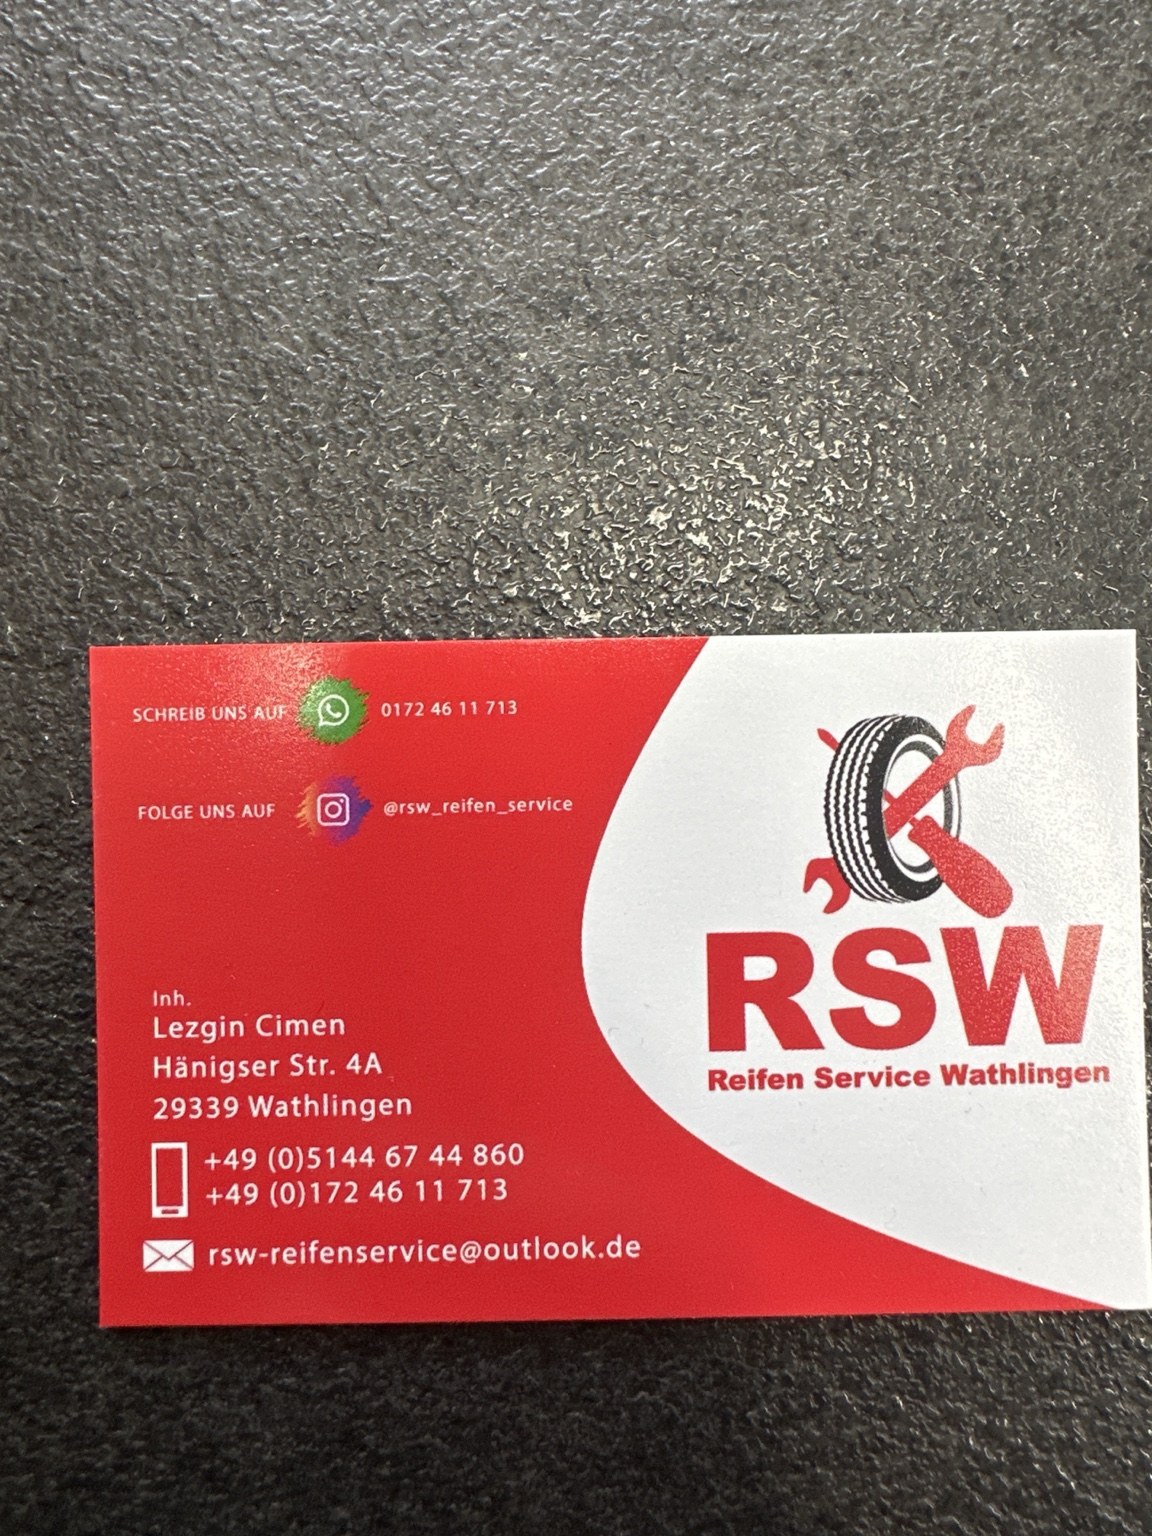 SCHREIB UNS AUF 0172 46 11 713
FOLGE UNS AUF @rsw_reifen_service
Inh.
Lezgin Cimen
Hänigser Str. 4A
29339 Wathlingen
+49 (0)5144 67 44 860
+49 (0)172 46 11 713
rsw-reifenservice@outlook.de
RSW
Reifen Service Wathlingen